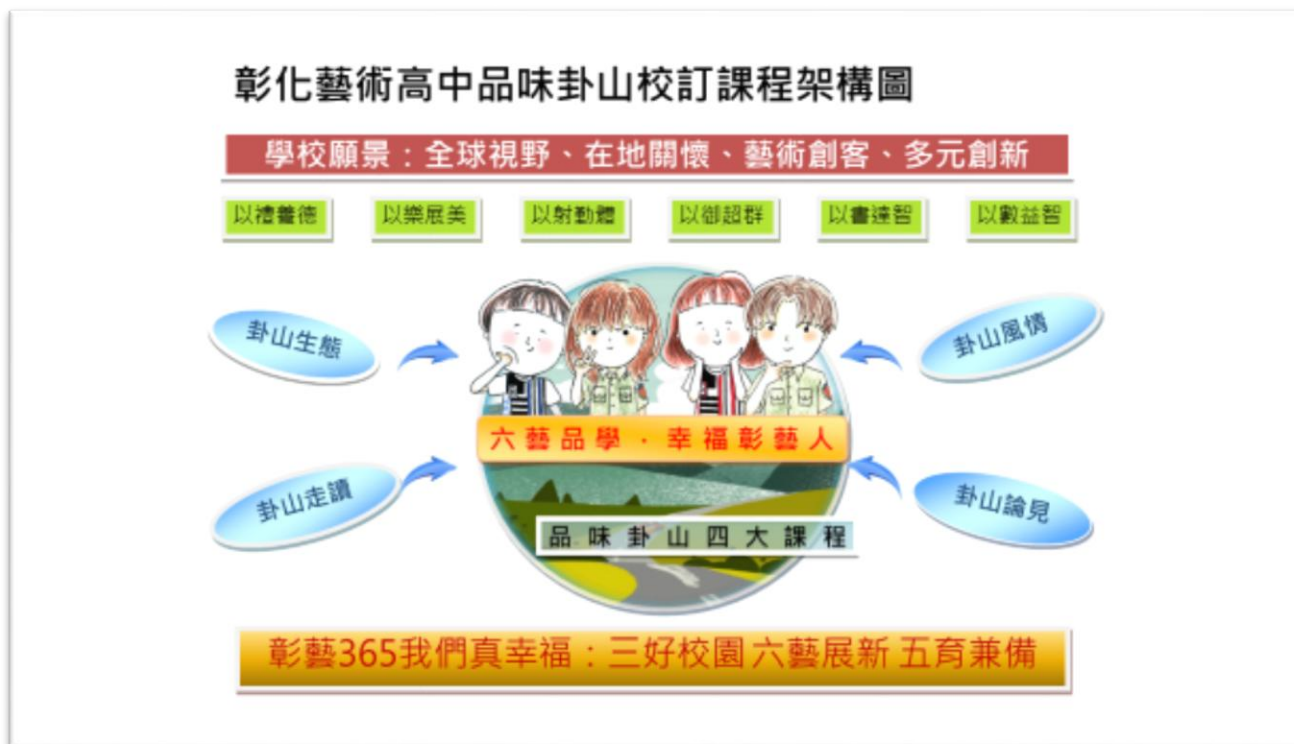 彰化藝術高中品味卦山校訂課程架構圖
學校願景：全球視野、在地關懷、藝術創客、多元創新
以禮養德 以樂展美 以射動體 以御超群 以書達智 以數益智
卦山生態 卦山風情
六藝品學．幸福彰藝人
卦山走讀 卦山論見
品味卦山四大課程
彰藝365我們真幸福：三好校園 六藝展新 五育兼備